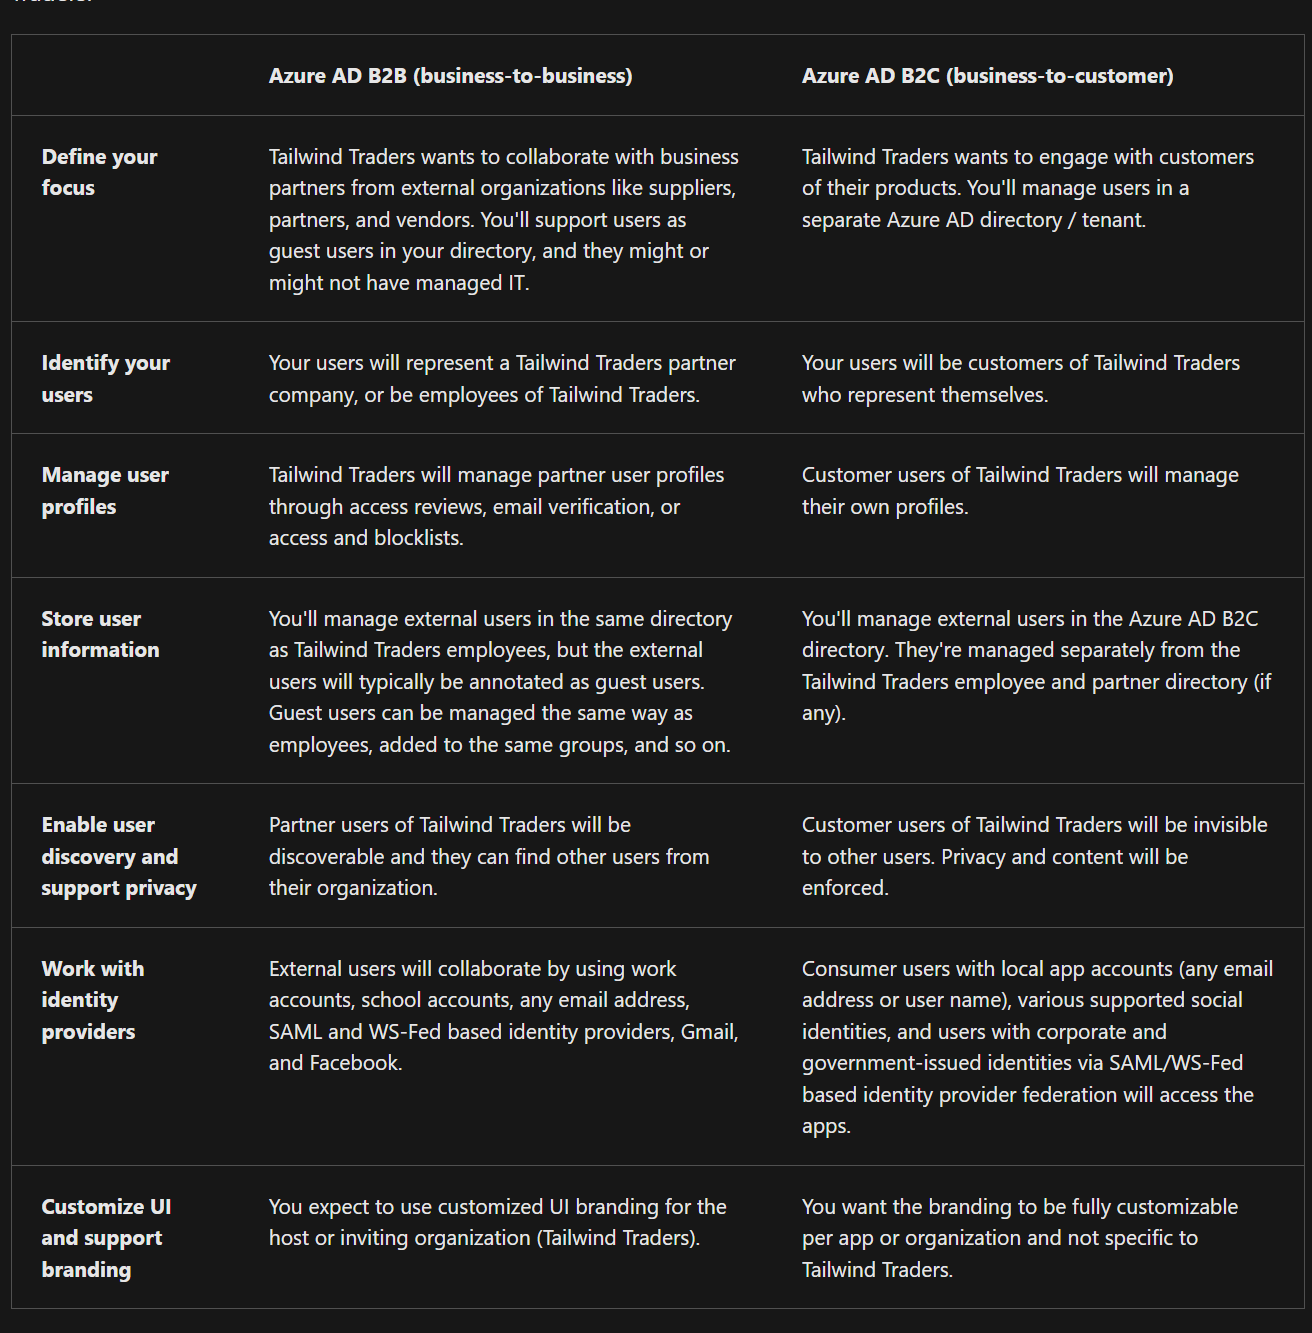 Azure AD B2B (business-to-business)
Azure AD B2C (business-to-customer)
Define your
focus
Tailwind Traders wants to collaborate with business
partners from external organizations like suppliers,
partners, and vendors. You'll support users as
guest users in your directory, and they might or
might not have managed IT.
Tailwind Traders wants to engage with customers
of their products. You'll manage users in a
separate Azure AD directory / tenant.
Identify your
users
Your users will represent a Tailwind Traders partner
company, or be employees of Tailwind Traders.
Your users will be customers of Tailwind Traders
who represent themselves.
Manage user
profiles
Tailwind Traders will manage partner user profiles
through access reviews, email verification, or
access and blocklists.
Customer users of Tailwind Traders will manage
their own profiles.
Store user
information
You'll manage external users in the same directory
as Tailwind Traders employees, but the external
users will typically be annotated as guest users.
Guest users can be managed the same way as
employees, added to the same groups, and so on.
You'll manage external users in the Azure AD B2C
directory. They're managed separately from the
Tailwind Traders employee and partner directory (if
any).
Enable user
discovery and
support privacy
Partner users of Tailwind Traders will be
discoverable and they can find other users from
their organization.
Customer users of Tailwind Traders will be invisible
to other users. Privacy and content will be
enforced.
Work with
identity
providers
External users will collaborate by using work
accounts, school accounts, any email address,
SAML and WS-Fed based identity providers, Gmail,
and Facebook.
Consumer users with local app accounts (any email
address or user name), various supported social
identities, and users with corporate and
government-issued identities via SAML/WS-Fed
based identity provider federation will access the
apps.
Customize UI
and support
branding
You expect to use customized UI branding for the
host or inviting organization (Tailwind Traders).
You want the branding to be fully customizable
per app or organization and not specific to
Tailwind Traders.